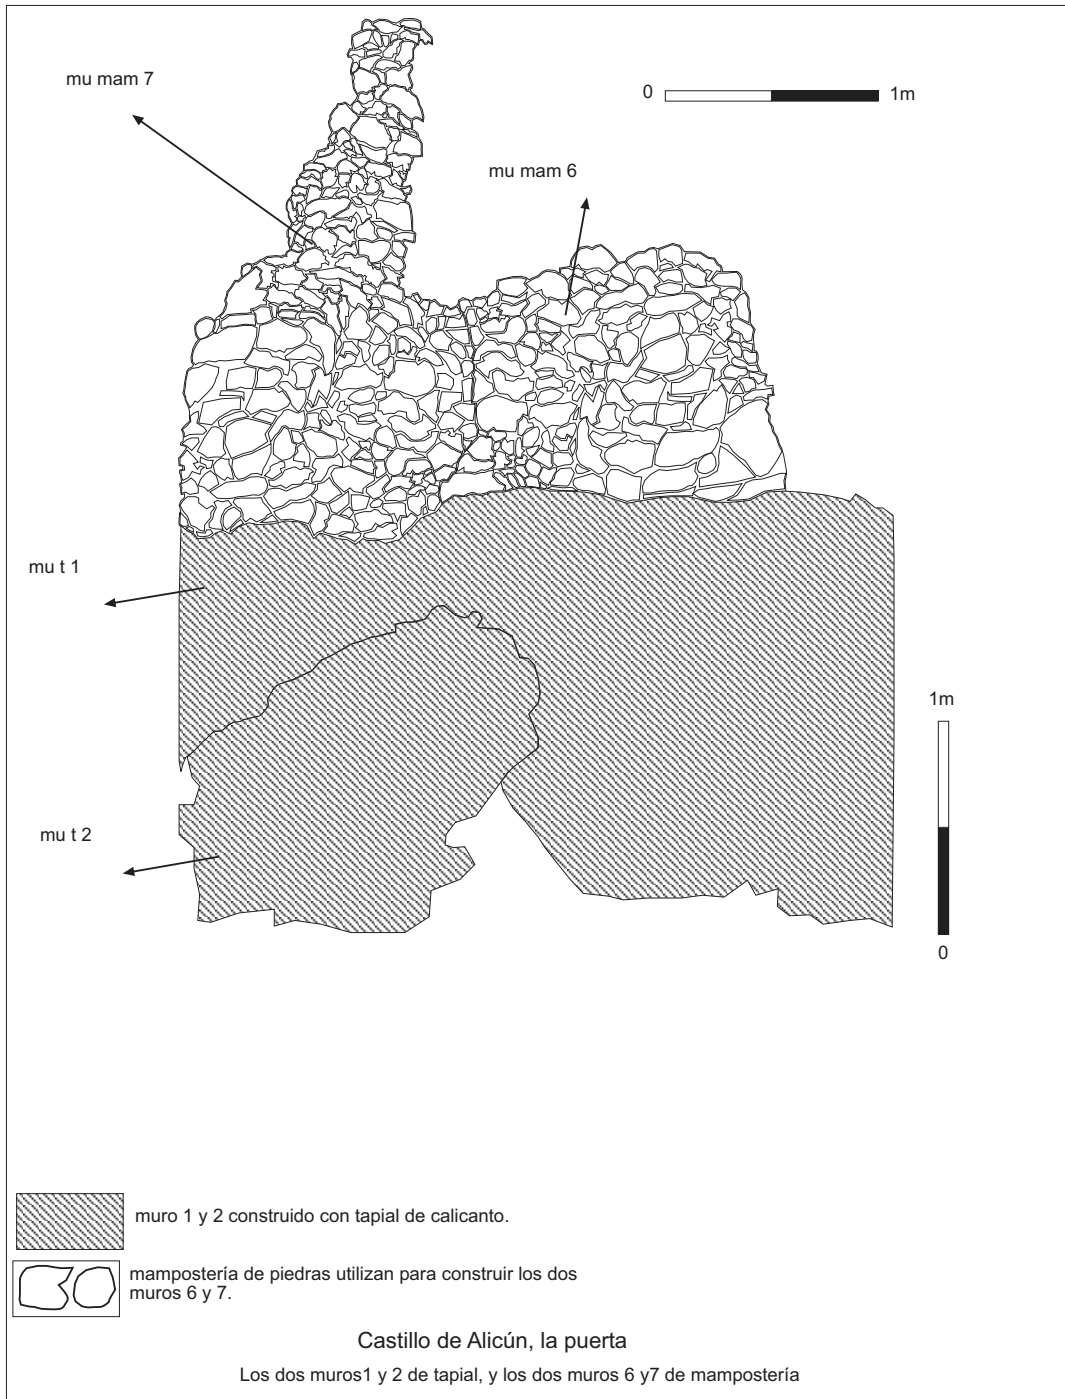 mu mam 7
0 1m
mu mam 6
mu t 1
1m
mu t 2
0
muro 1 y 2 construido con tapial de calicanto.
mampostería de piedras utilizan para construir los dos
muros 6 y 7.
Castillo de Alicún, la puerta
Los dos muros1 y 2 de tapial, y los dos muros 6 y7 de mampostería